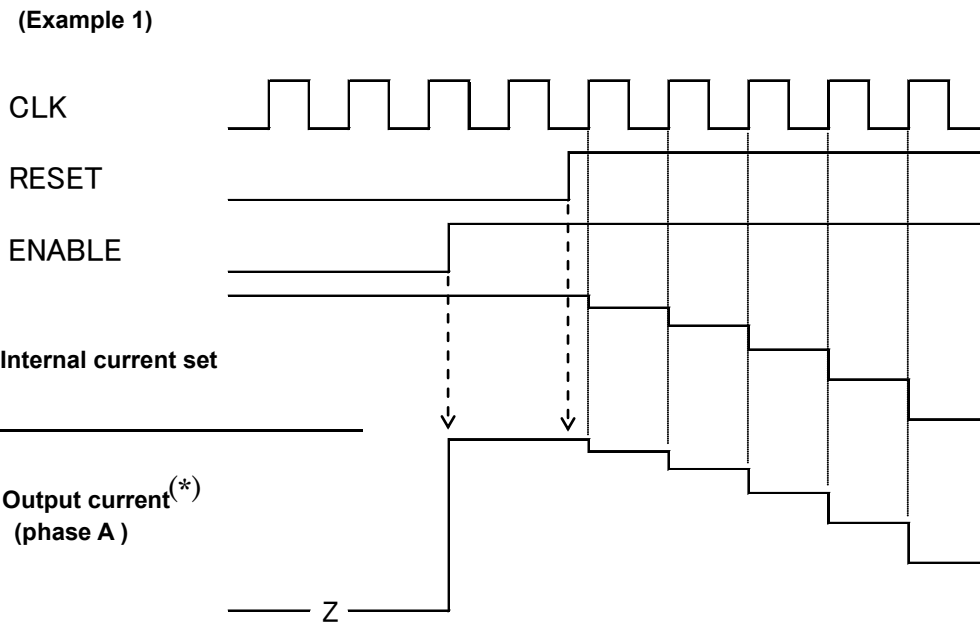 (Example 1)
CLK
RESET
ENABLE
Internal current set
Output current(*)
(phase A )
Z